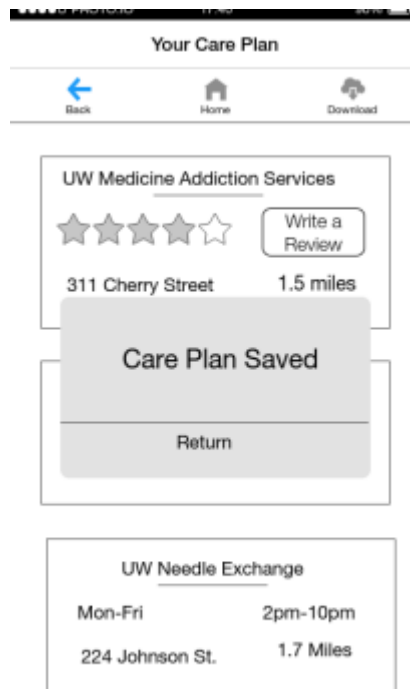 Your Care Plan
Back Home Download
UW Medicine Addiction Services
Write a
Review
311 Cherry Street 1.5 miles
Care Plan Saved
Return
UW Needle Exchange
Mon-Fri 2pm-10pm
224 Johnson St. 1.7 Miles